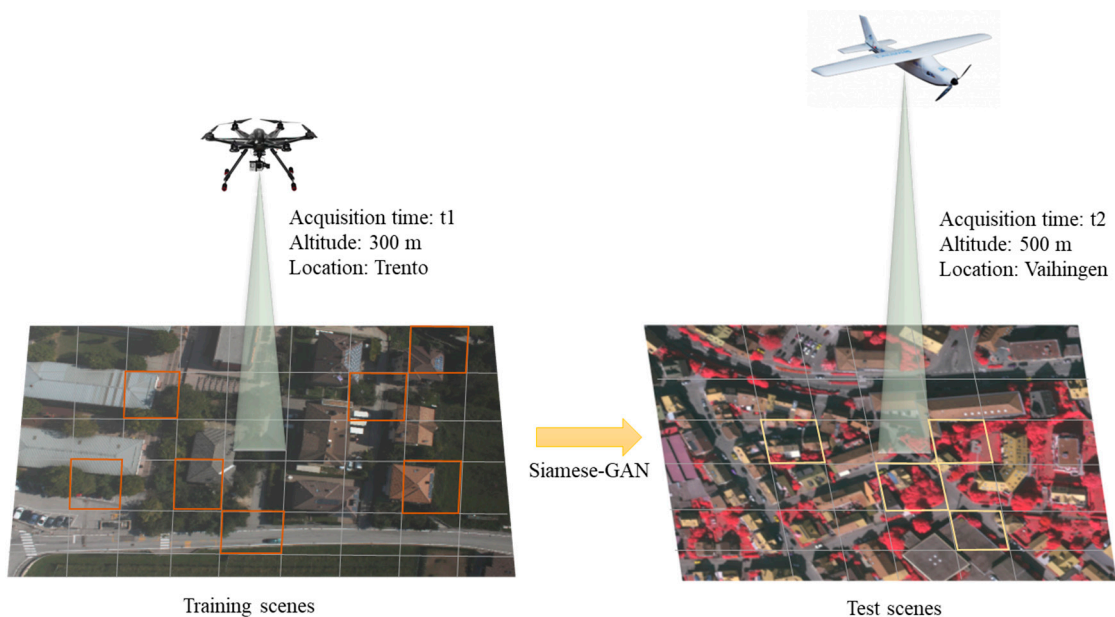 Acquisition time: t1
Altitude: 300 m
Location: Trento
Acquisition time: t2
Altitude: 500 m
Location: Vaihingen
Siamese-GAN
Training scenes
Test scenes